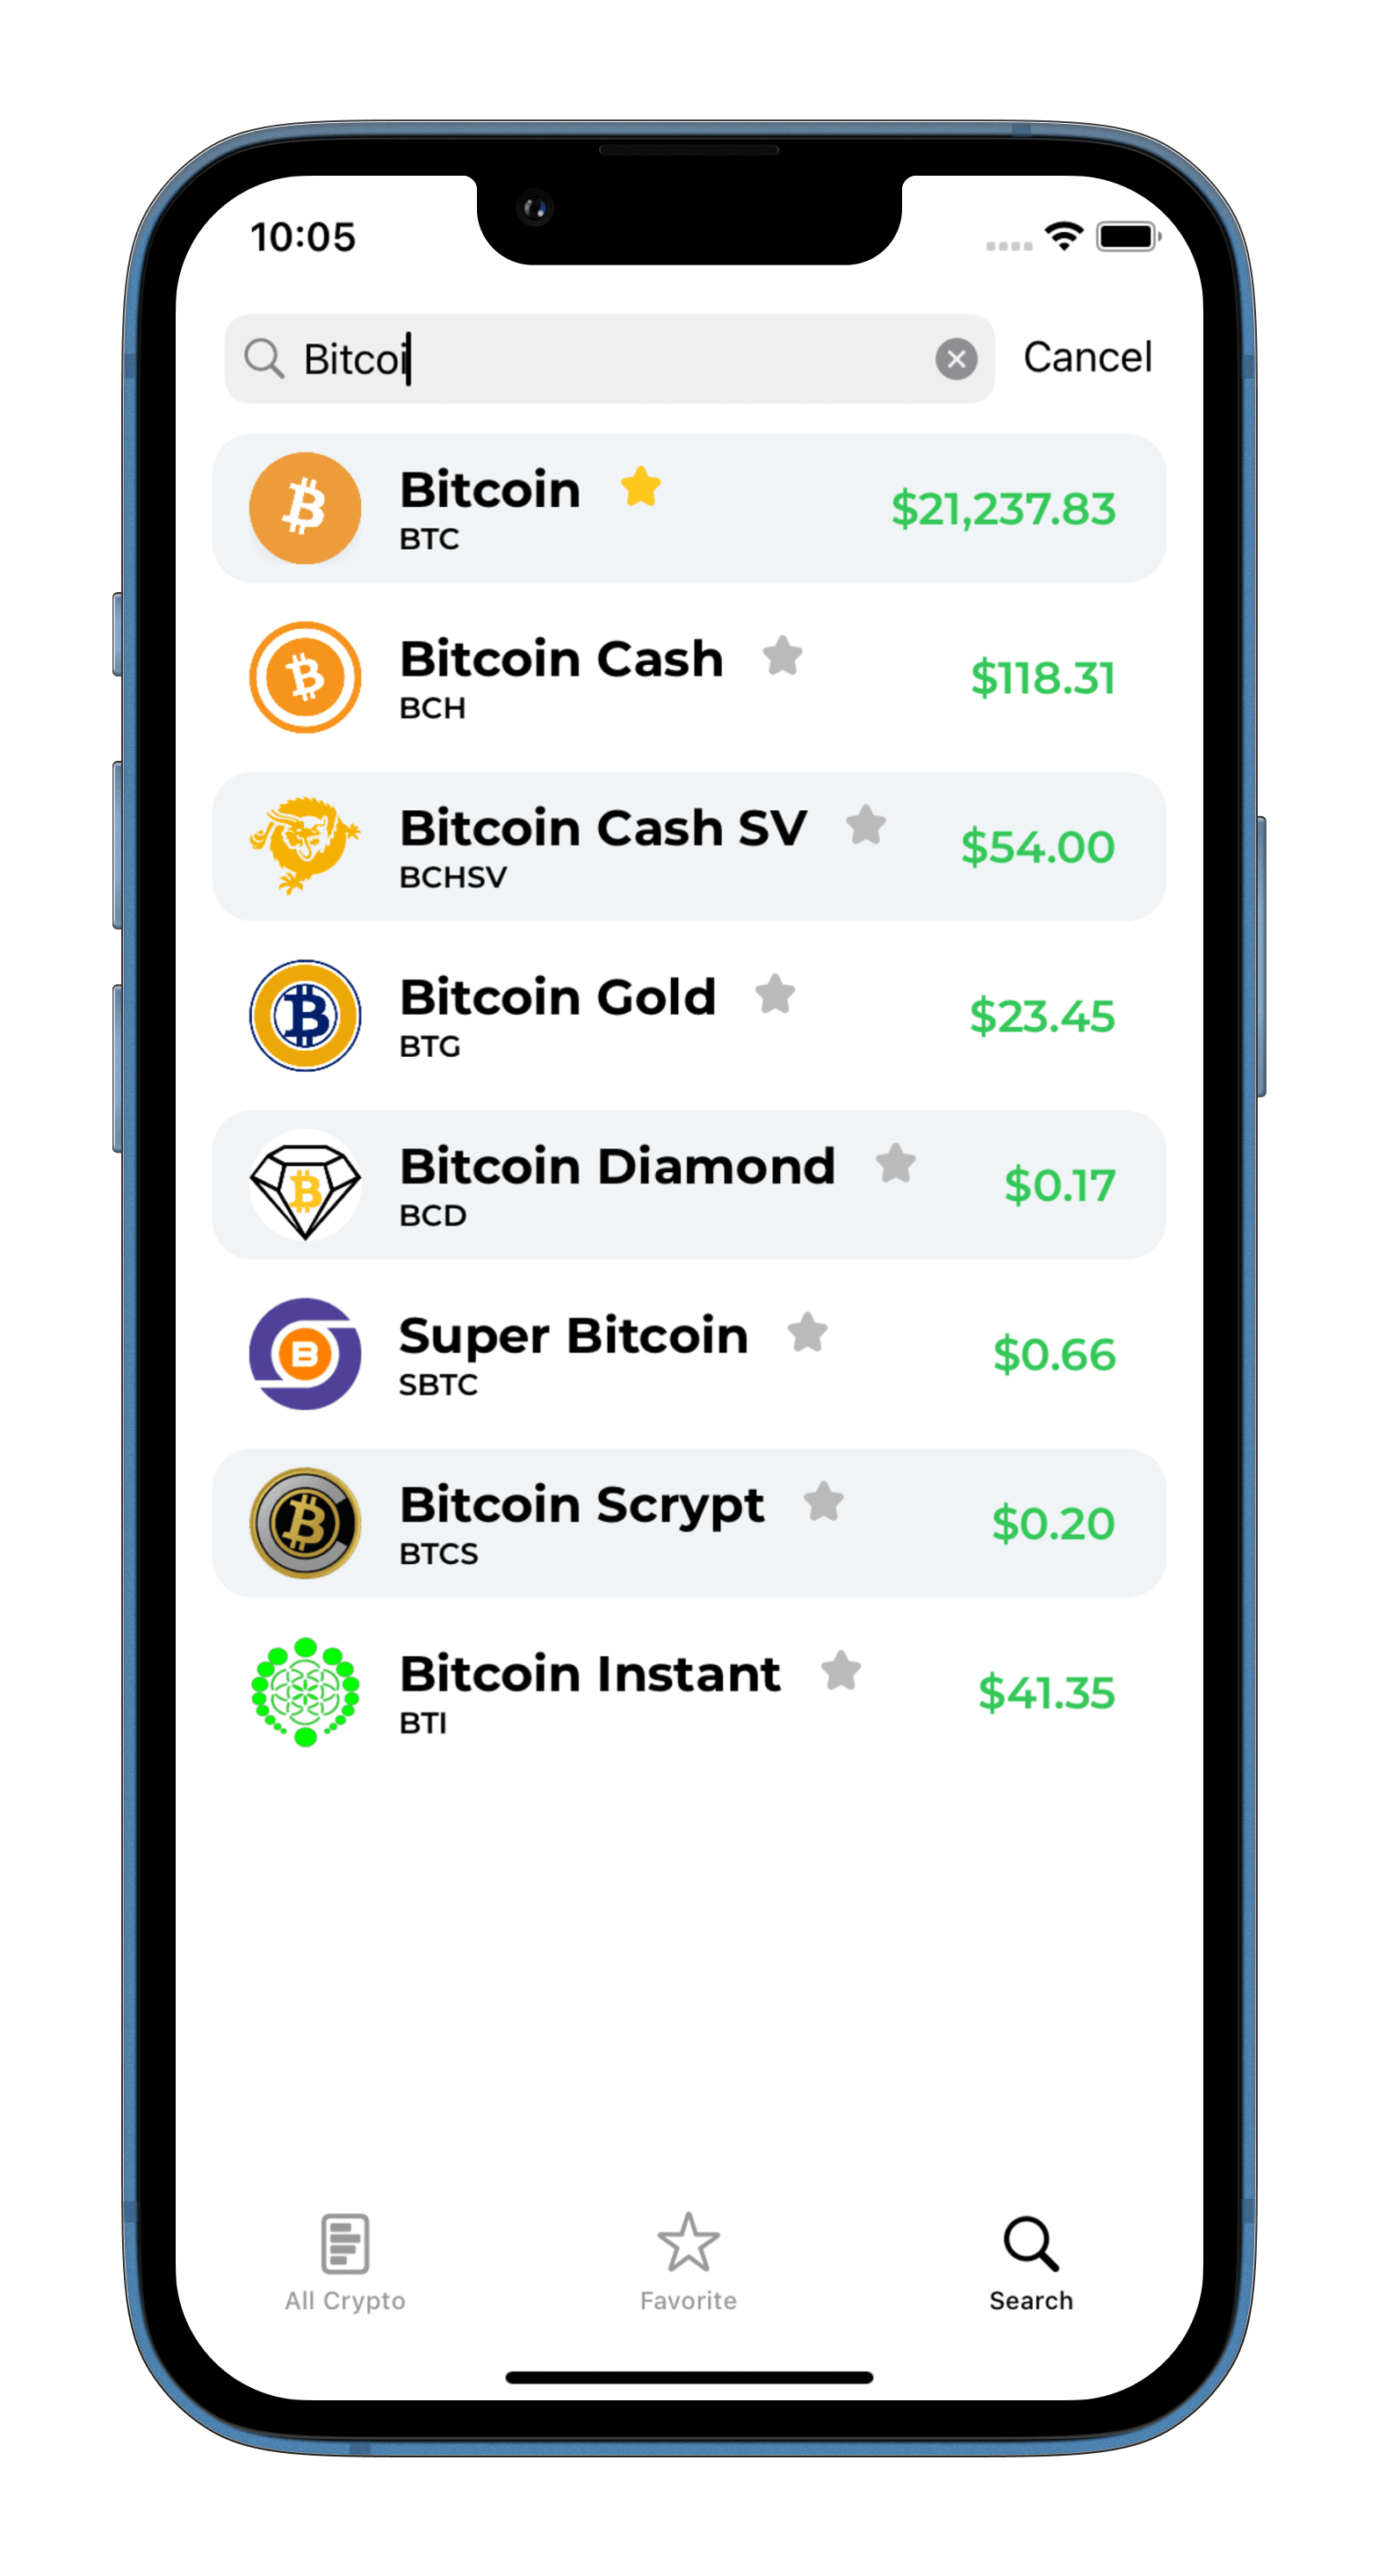 10:05
Bitcoi
Cancel
Bitcoin
BTC
$21,237.83
Bitcoin Cash
BCH
$118.31
Bitcoin Cash SV
BCHSV
$54.00
Bitcoin Gold
BTG
$23.45
Bitcoin Diamond
BCD
$0.17
Super Bitcoin
SBTC
$0.66
Bitcoin Scrypt
BTCS
$0.20
Bitcoin Instant
BTI
$41.35
All Crypto
Favorite
Search